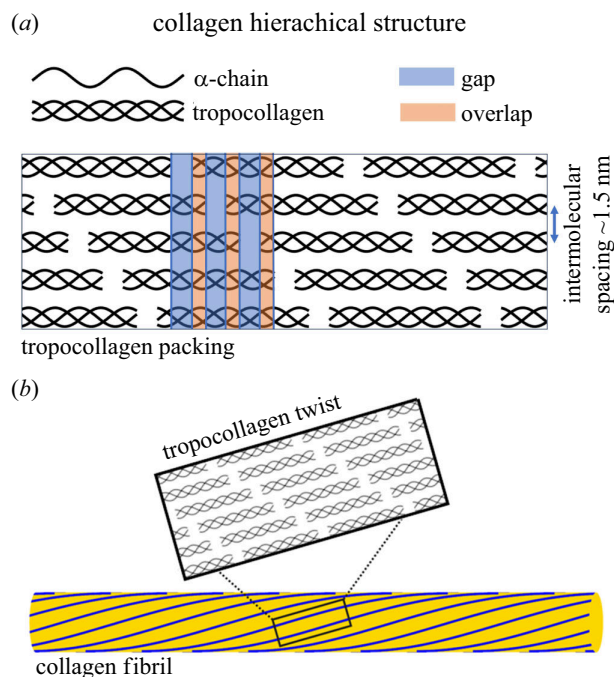 (a) collagen hierachical structure
α-chain
tropocollagen
gap
overlap
intermolecular
spacing ~1.5 nm
tropocollagen packing
(b)
tropocollagen twist
collagen fibril